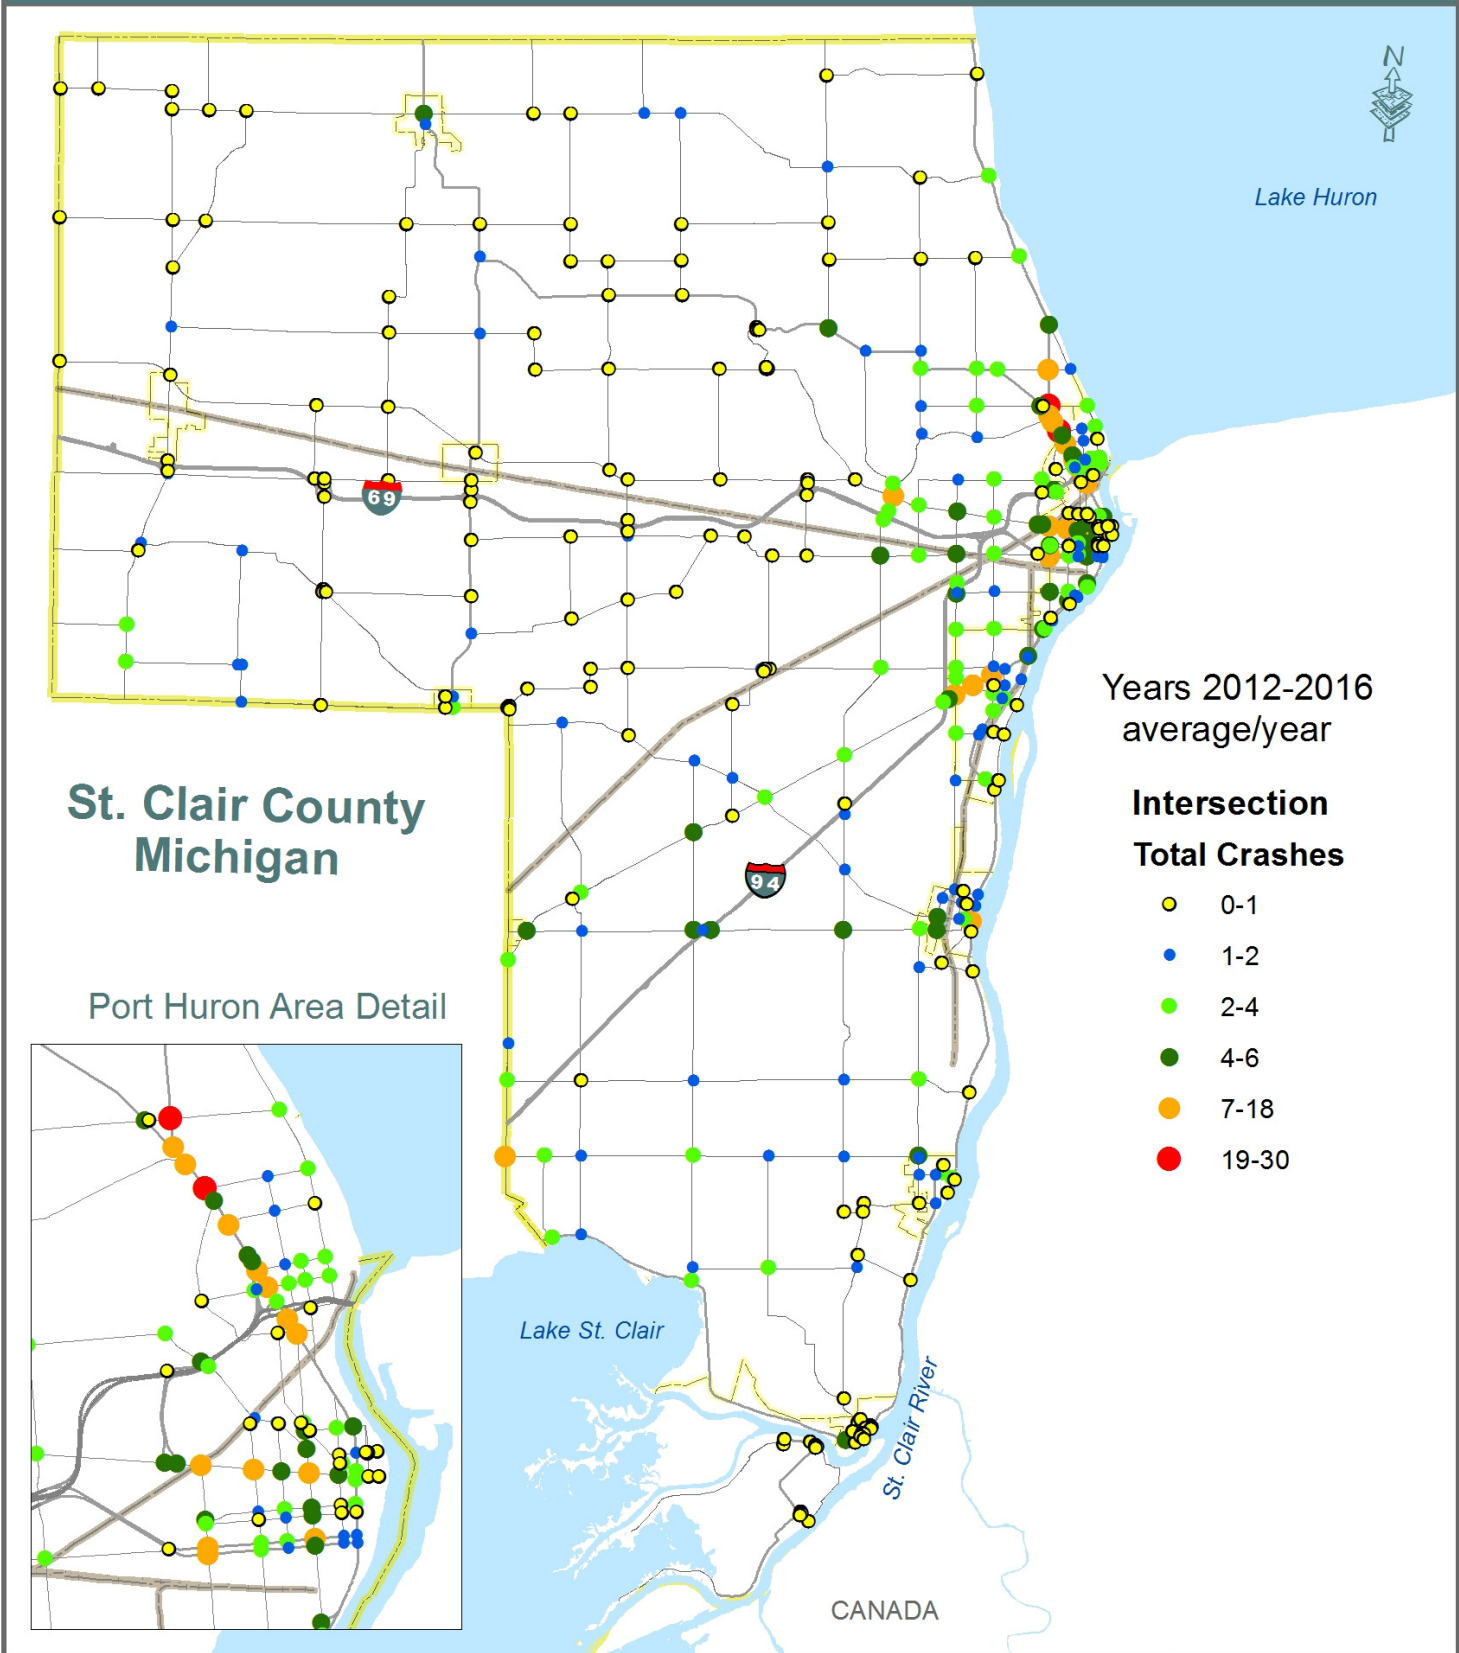 N
Lake Huron
69
Years 2012-2016
average/year
Intersection
Total Crashes
0-1
1-2
2-4
4-6
7-18
19-30
St. Clair County
Michigan
94
Port Huron Area Detail
Lake St. Clair
St. Clair River
CANADA